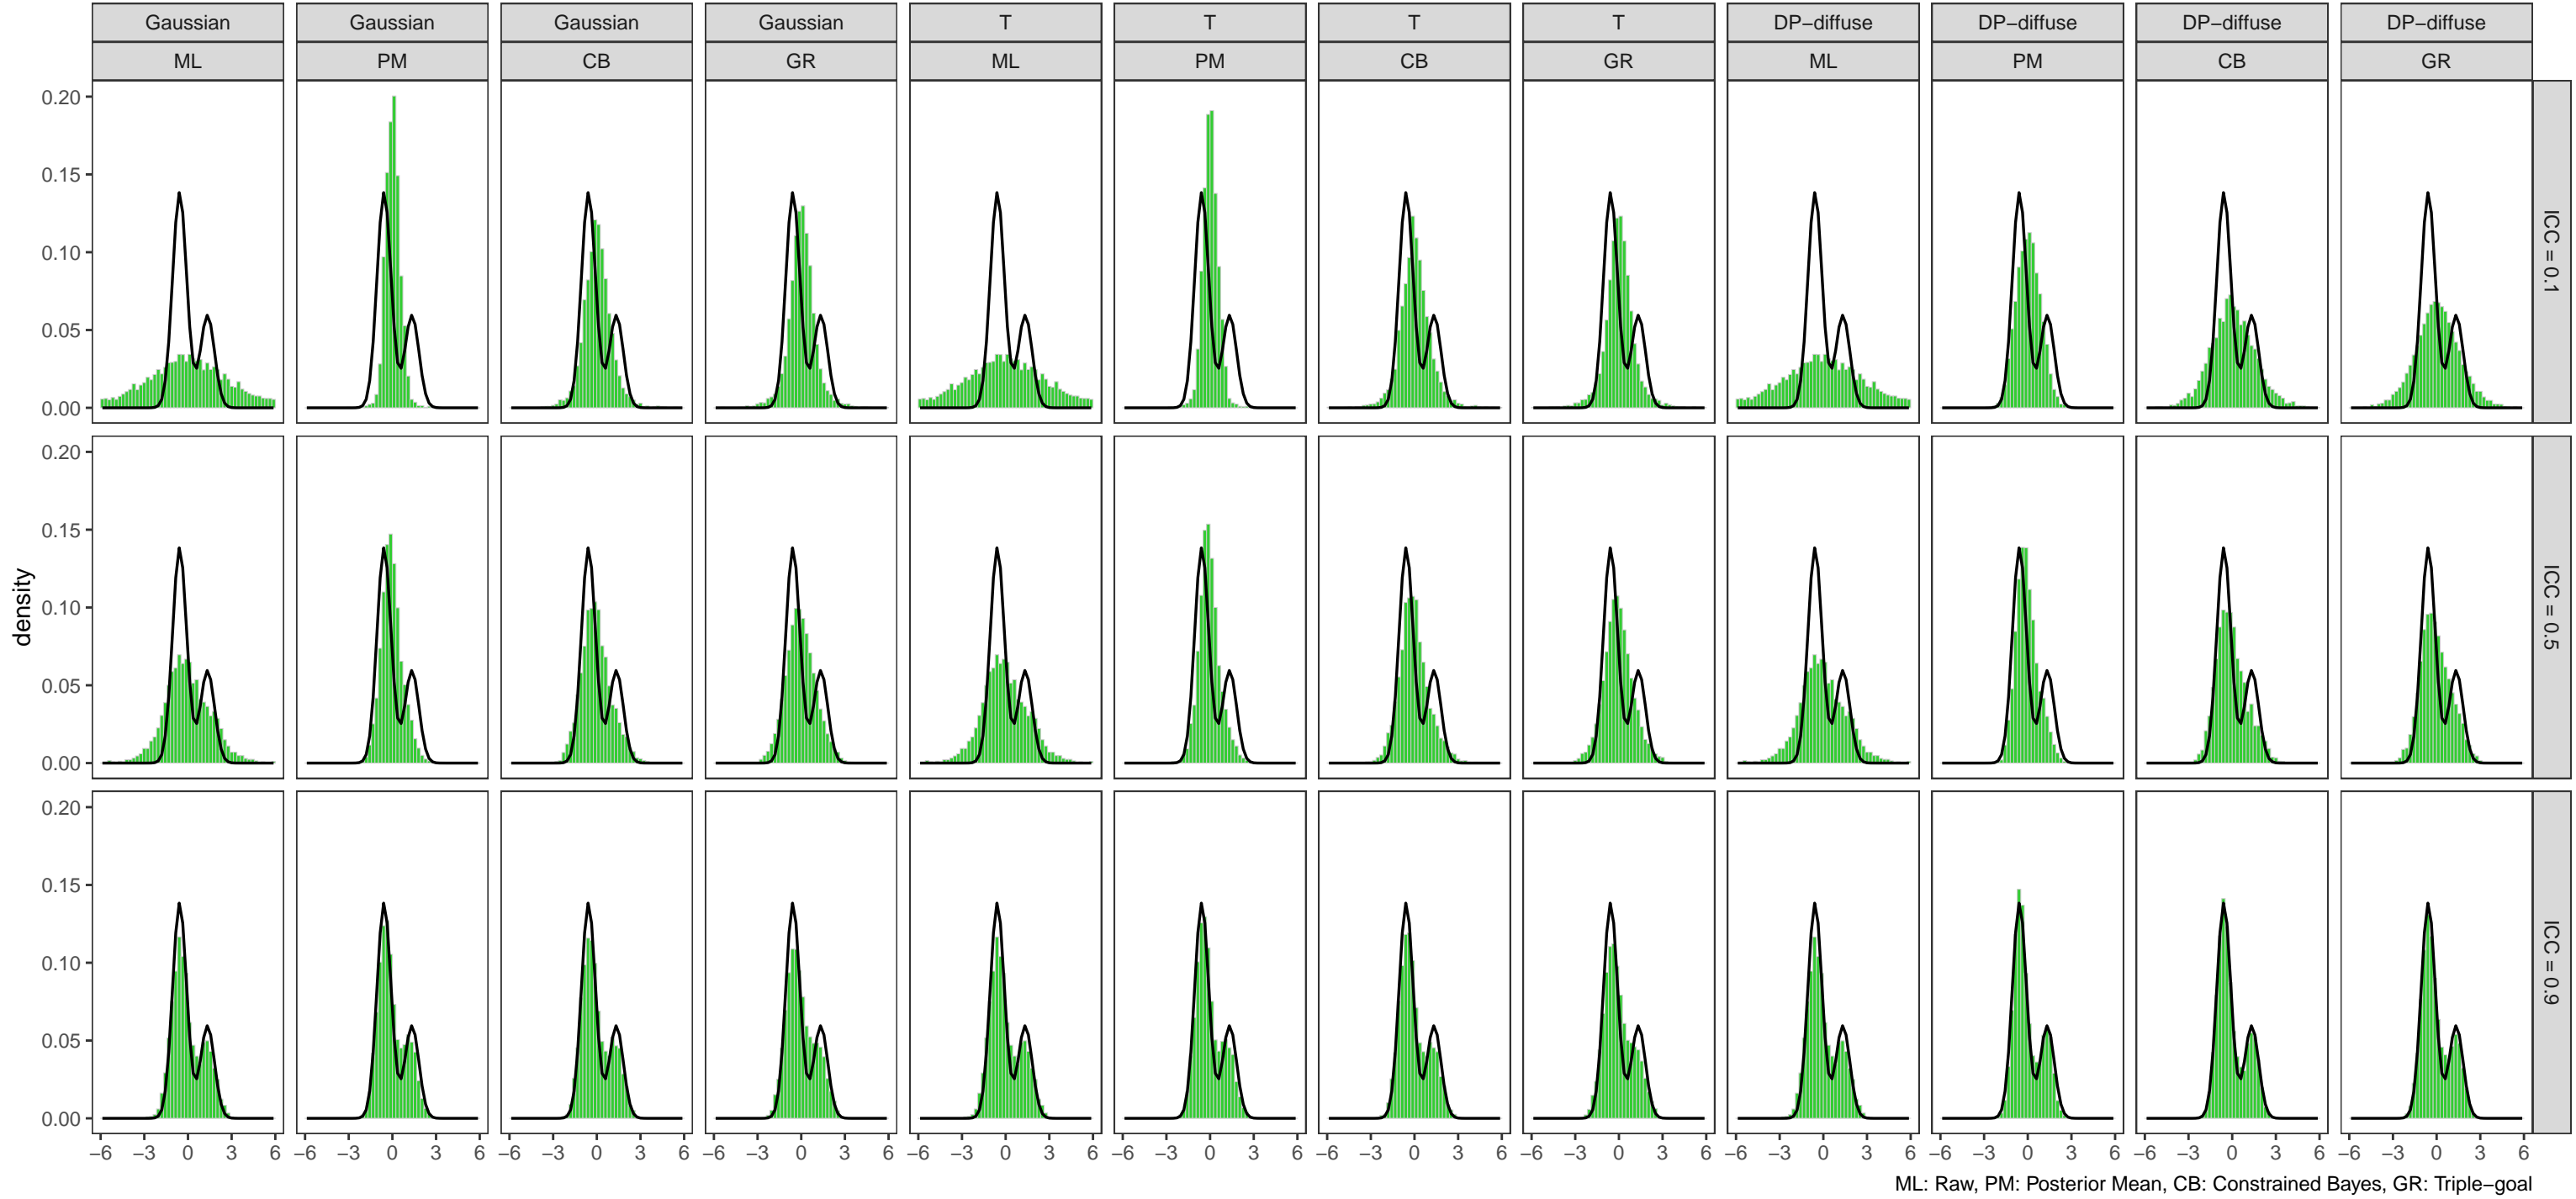 Gaussian Gaussian Gaussian Gaussian T T T T DP−diffuse DP−diffuse DP−diffuse DP−diffuse
ML PM CB GR ML PM CB GR ML PM CB GR
0.20
0.15
0.10
0.05
0.00
ICC = 0.1
0.20
0.15
0.10
0.05
0.00
ICC = 0.5
density
0.20
0.15
0.10
0.05
0.00
ICC = 0.9
−6 −3 0 3 6 −6 −3 0 3 6 −6 −3 0 3 6 −6 −3 0 3 6 −6 −3 0 3 6 −6 −3 0 3 6 −6 −3 0 3 6 −6 −3 0 3 6 −6 −3 0 3 6 −6 −3 0 3 6 −6 −3 0 3 6 −6 −3 0 3 6
ML: Raw, PM: Posterior Mean, CB: Constrained Bayes, GR: Triple−goal